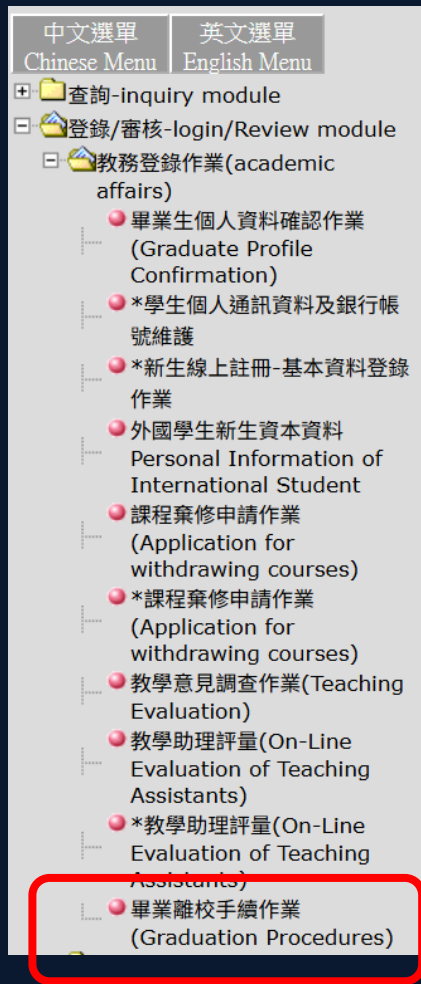 中文選單 英文選單
Chinese Menu English Menu
查詢-inquiry module
登錄/審核-login/Review module
教務登錄作業(academic
affairs)
畢業生個人資料確認作業
(Graduate Profile
Confirmation)
*學生個人通訊資料及銀行帳
號維護
*新生線上註冊-基本資料登錄
作業
外國學生新生資本資料
Personal Information of
International Student
課程棄修申請作業
(Application for
withdrawing courses)
*課程棄修申請作業
(Application for
withdrawing courses)
教學意見調查作業(Teaching
Evaluation)
教學助理評量(On-Line
Evaluation of Teaching
Assistants)
*教學助理評量(On-Line
Evaluation of Teaching
Assistants)
畢業離校手續作業
(Graduation Procedures)